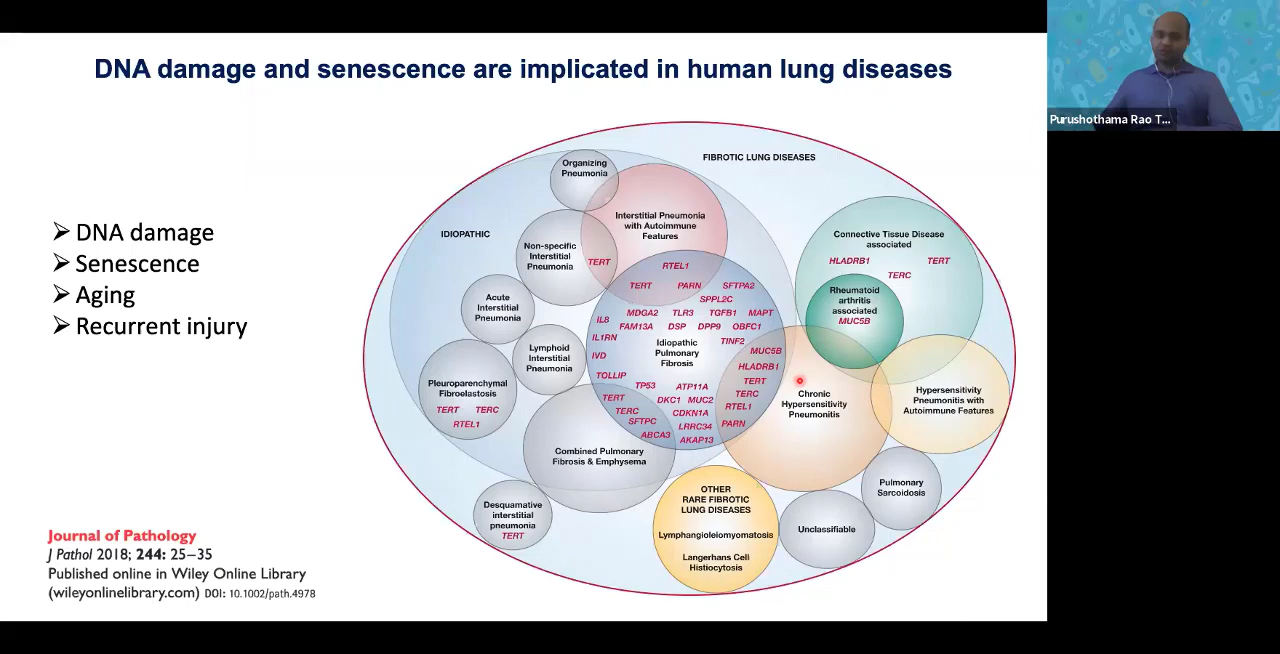 DNA damage and senescence are implicated in human lung diseases
Purushothama Rao T...
➢ DNA damage
➢ Senescence
➢ Aging
➢ Recurrent injury
FIBROTIC LUNG DISEASES
IDIOPATHIC
Organizing
Pneumonia
Interstitial Pneumonia
with Autoimmune
Features
Non-specific
Interstitial
Pneumonia
TERT
RTEL1
Acute
Interstitial
Pneumonia
Lymphoid
Interstitial
Pneumonia
Pleuroparenchymal
Fibroelastosis
TERT TERC
RTEL1
TERT PARN SFTPA2
SPPL2C
MDGA2 TLR3 TGFB1 MAPT
IL8
FAM13A DSP DPP9 OBFC1
IL1RN
TINF2
Idiopathic
Pulmonary
Fibrosis
IVD
TOLLIP
TP53 ATP11A
DKC1 MUC2
CDKN1A
LRRC34
AKAP13
MUC5B
HLADRB1
TERT
TERC
RTEL1
PARN
TERT
TERC
SFTPC
ABCA3
Combined Pulmonary
Fibrosis & Emphysema
Desquamative
interstitial
pneumonia
TERT
Connective Tissue Disease
associated
HLADRB1 TERT
TERC
Rheumatoid
arthritis
associated
MUC5B
Chronic
Hypersensitivity
Pneumonitis
Hypersensitivity
Pneumonitis with
Autoimmune Features
Pulmonary
Sarcoidosis
Unclassifiable
OTHER
RARE FIBROTIC
LUNG DISEASES
Lymphangioleiomyomatosis
Langerhans Cell
Histiocytosis
Journal of Pathology
J Pathol 2018; 244: 25–35
Published online in Wiley Online Library
(wileyonlinelibrary.com) DOI: 10.1002/path.4978